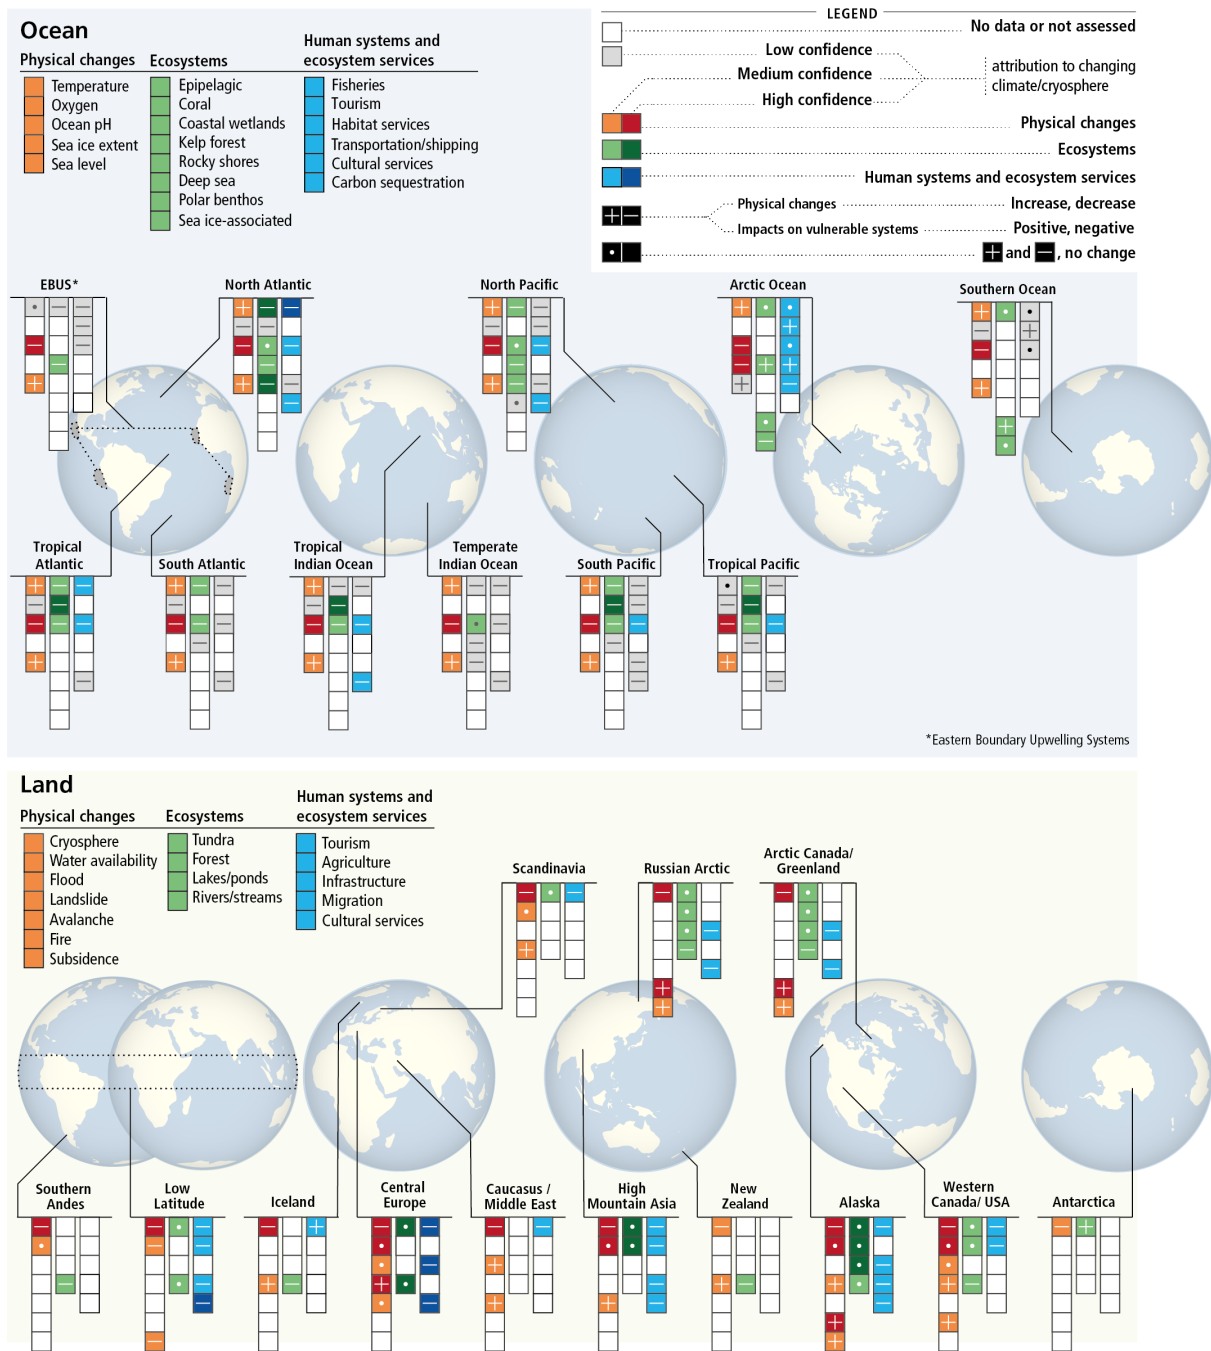 Ocean
Physical changes
Temperature
Oxygen
Ocean pH
Sea ice extent
Sea level
Ecosystems
Epipelagic
Coral
Coastal wetlands
Kelp forest
Rocky shores
Deep sea
Polar benthos
Sea ice-associated
Human systems and
ecosystem services
Fisheries
Tourism
Habitat services
Transportation/shipping
Cultural services
Carbon sequestration
LEGEND
No data or not assessed
Low confidence
Medium confidence
High confidence
attribution to changing
climate/cryosphere
Physical changes
Ecosystems
Human systems and ecosystem services
Physical changes
Increase, decrease
Impacts on vulnerable systems
Positive, negative
+ and −, no change
EBUS*
North Atlantic
North Pacific
Arctic Ocean
Southern Ocean
Tropical
Atlantic
South Atlantic
Tropical
Indian Ocean
Temperate
Indian Ocean
South Pacific
Tropical Pacific
*Eastern Boundary Upwelling Systems
Land
Physical changes
Cryosphere
Water availability
Flood
Landslide
Avalanche
Fire
Subsidence
Ecosystems
Tundra
Forest
Lakes/ponds
Rivers/streams
Human systems and
ecosystem services
Tourism
Agriculture
Infrastructure
Migration
Cultural services
Scandinavia
Russian Arctic
Arctic Canada/
Greenland
Southern
Andes
Low
Latitude
Iceland
Central
Europe
Caucasus /
Middle East
High
Mountain Asia
New
Zealand
Alaska
Western
Canada/ USA
Antarctica